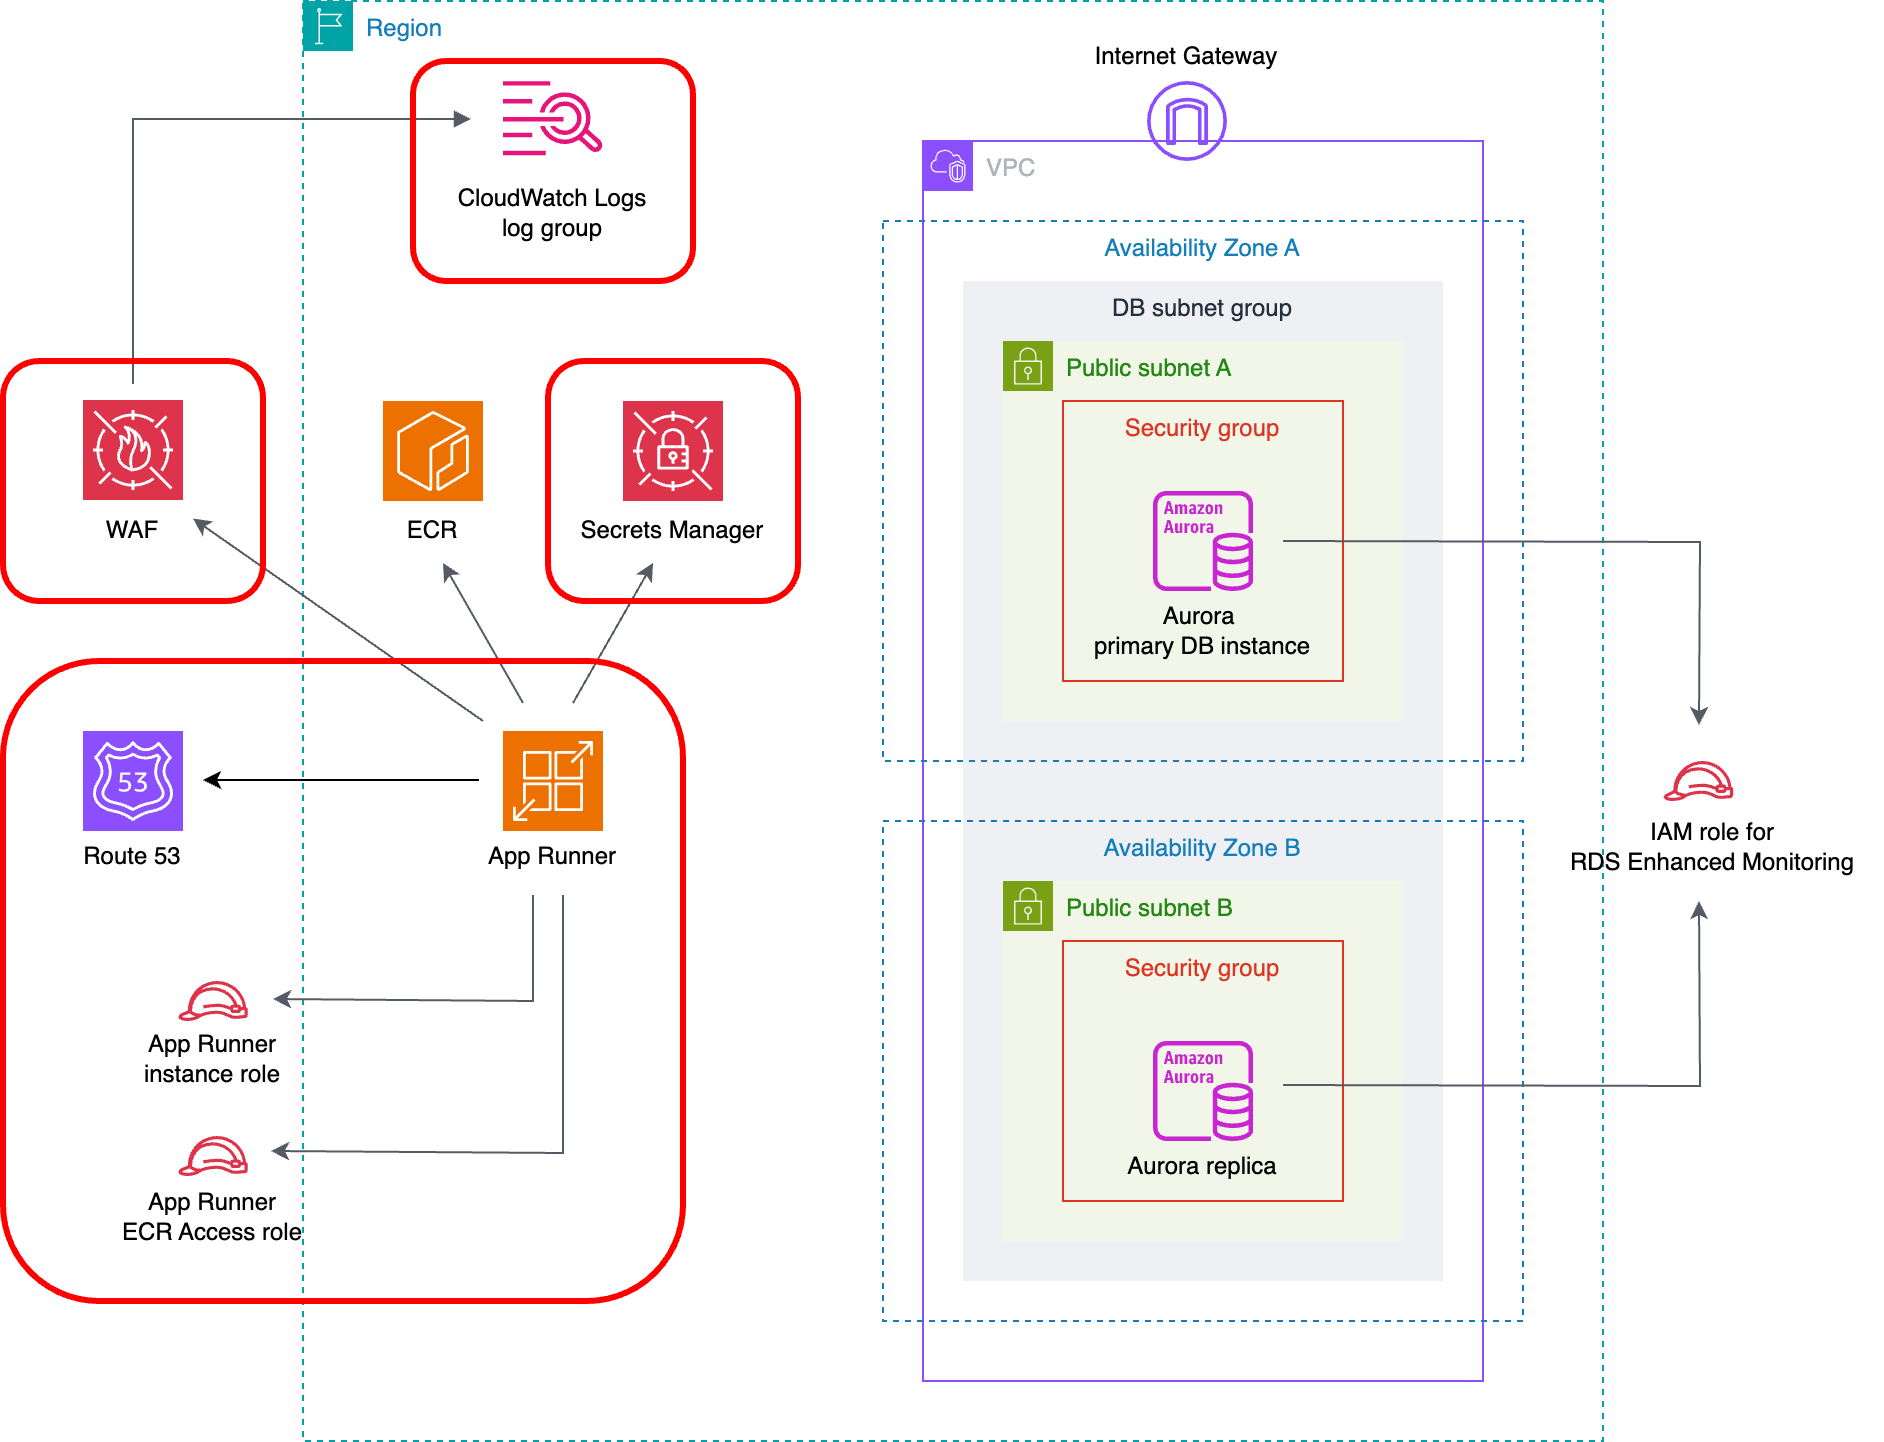 Region
Internet Gateway
VPC
CloudWatch Logs
log group
Availability Zone A
DB subnet group
Public subnet A
Security group
Amazon
Aurora
Aurora
primary DB instance
WAF
ECR
Secrets Manager
53
Route 53
App Runner
App Runner
instance role
App Runner
ECR Access role
Availability Zone B
Public subnet B
Security group
Amazon
Aurora
Aurora replica
IAM role for
RDS Enhanced Monitoring